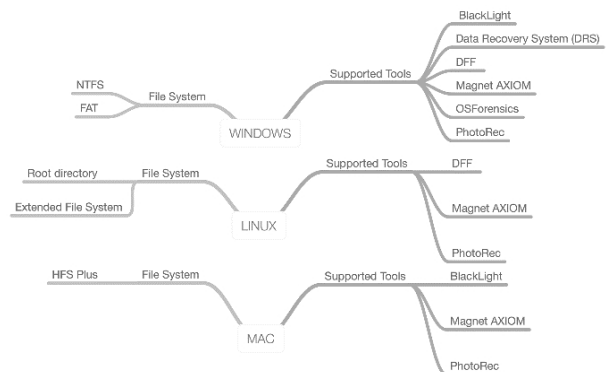 BlackLight
Data Recovery System (DRS)
DFF
Magnet AXIOM
OSForensics
PhotoRec
Supported Tools
NTFS
FAT
File System
WINDOWS
Root directory
Extended File System
File System
LINUX
Supported Tools
DFF
Magnet AXIOM
PhotoRec
HFS Plus
File System
MAC
Supported Tools
BlackLight
Magnet AXIOM
PhotoRec